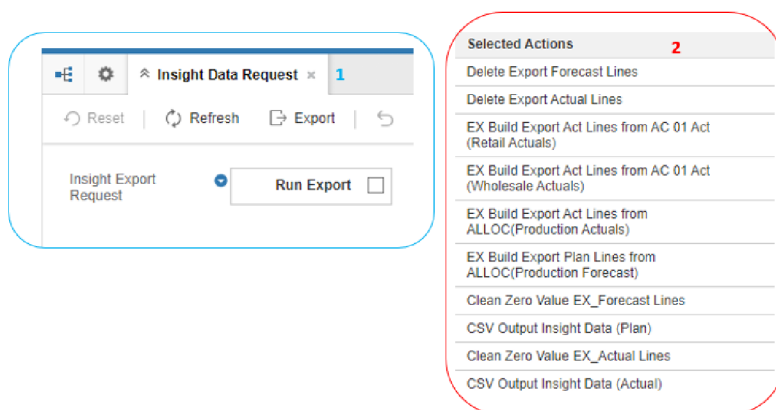 Insight Data Request × 1
Reset Refresh Export
Insight Export
Request
Run Export
Selected Actions 2
Delete Export Forecast Lines
Delete Export Actual Lines
EX Build Export Act Lines from AC 01 Act
(Retail Actuals)
EX Build Export Act Lines from AC 01 Act
(Wholesale Actuals)
EX Build Export Act Lines from
ALLOC(Production Actuals)
EX Build Export Plan Lines from
ALLOC(Production Forecast)
Clean Zero Value EX_Forecast Lines
CSV Output Insight Data (Plan)
Clean Zero Value EX_Actual Lines
CSV Output Insight Data (Actual)